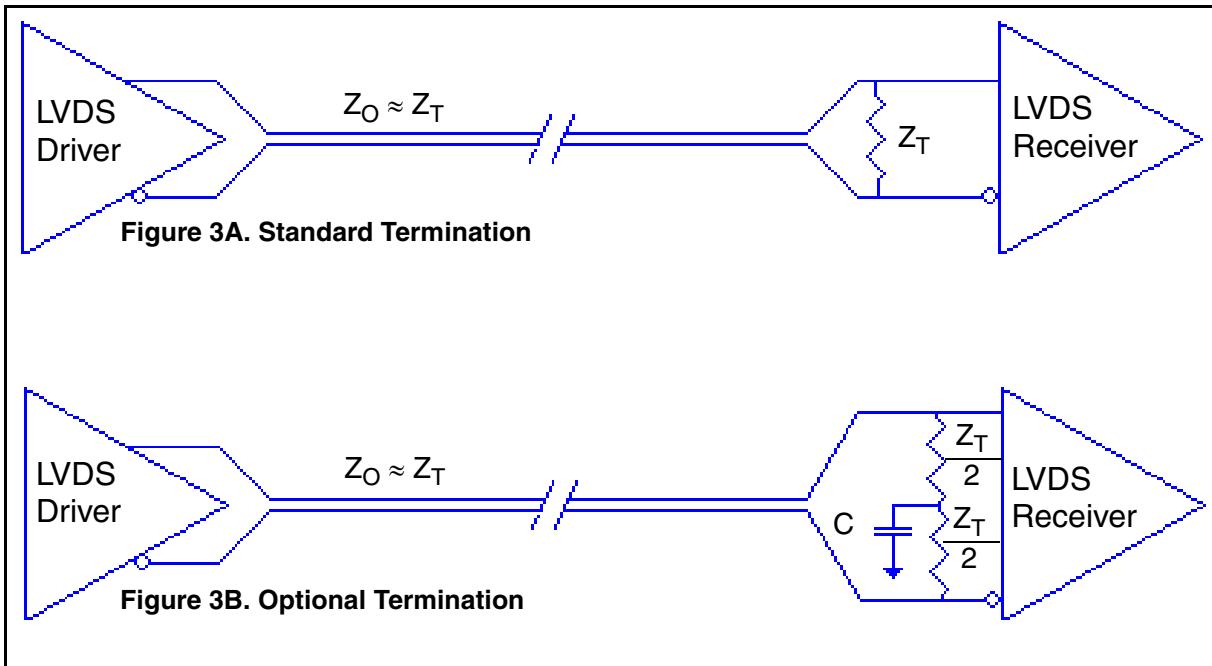 LVDS
Driver
Z_O ≈ Z_T
Z_T
LVDS
Receiver
Figure 3A. Standard Termination
LVDS
Driver
Z_O ≈ Z_T
C
Z_T
2
Z_T
2
LVDS
Receiver
Figure 3B. Optional Termination